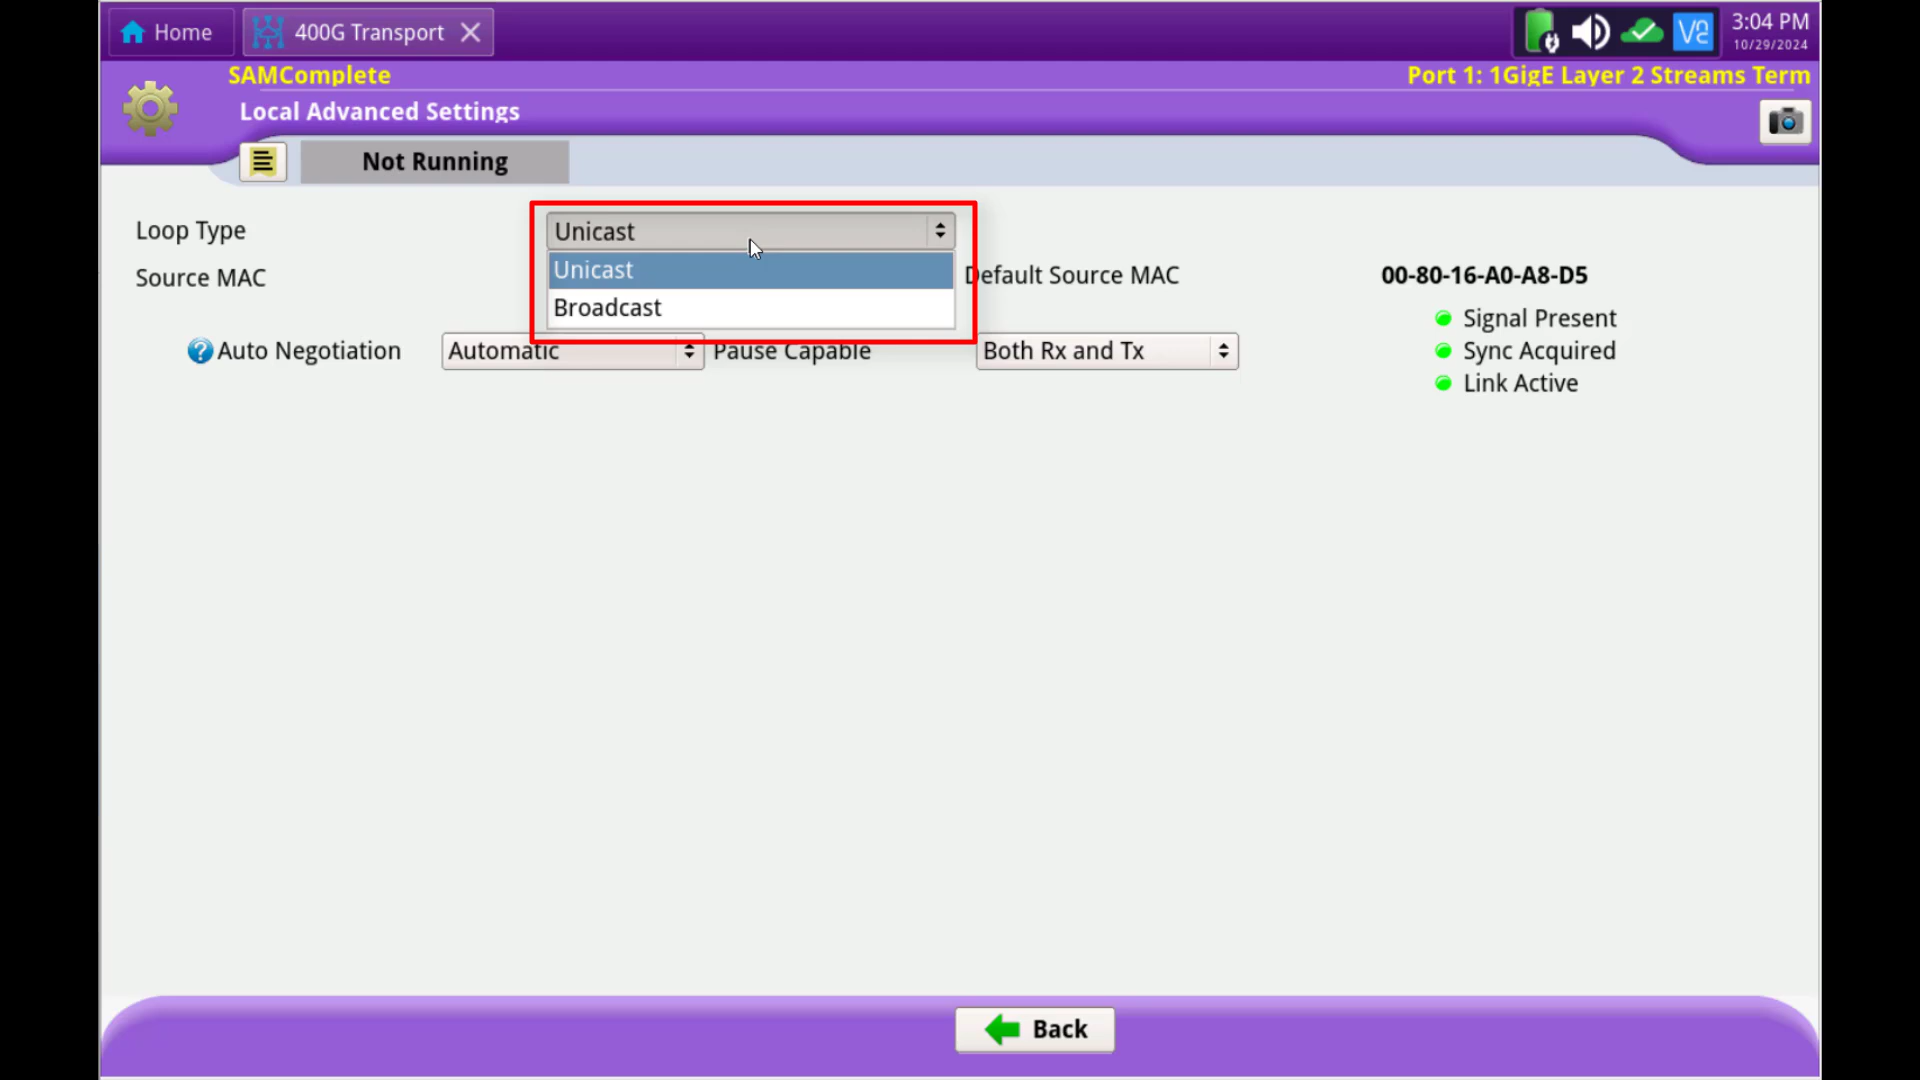 Home
400G Transport
3:04 PM
10/29/2024
SAMComplete
Port 1: 1GigE Layer 2 Streams Term
Local Advanced Settings
Not Running
Loop Type
Unicast
Unicast
Broadcast
Source MAC
Default Source MAC
00-80-16-A0-A8-D5
Signal Present
? Auto Negotiation
Automatic
Pause Capable
Both Rx and Tx
Sync Acquired
Link Active
Back